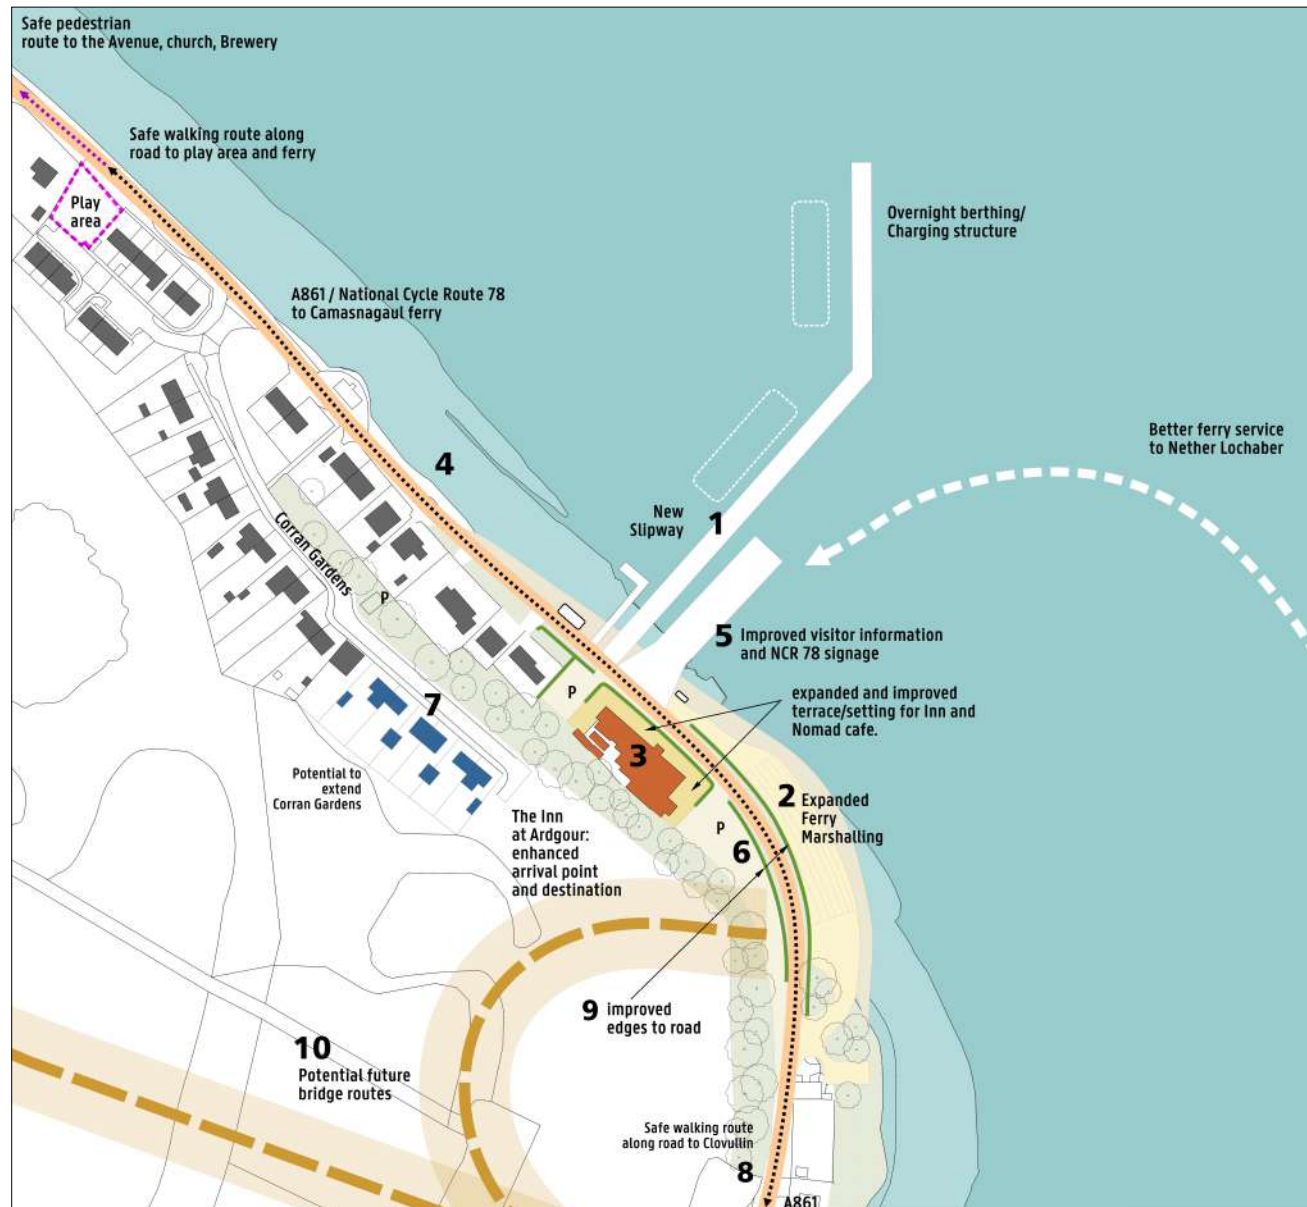 Safe pedestrian
route to the Avenue, church, Brewery
Safe walking route along
road to play area and ferry
Play
area
Overnight berthing/
Charging structure
A861 / National Cycle Route 78
to Camasnagaul ferry
Better ferry service
to Nether Lochaber
4
New
Slipway
1
Corran Gardens
P
5 Improved visitor information
and NCR 78 signage
P
expanded and improved
terrace/setting for Inn and
Nomad cafe.
7
3
Potential to
extend
Corran Gardens
2 Expanded
Ferry
Marshalling
The Inn
at Ardgour:
enhanced
arrival point
and destination
P
6
9 improved
edges to road
10
Potential future
bridge routes
Safe walking route
along road to Clovullin
8
A861